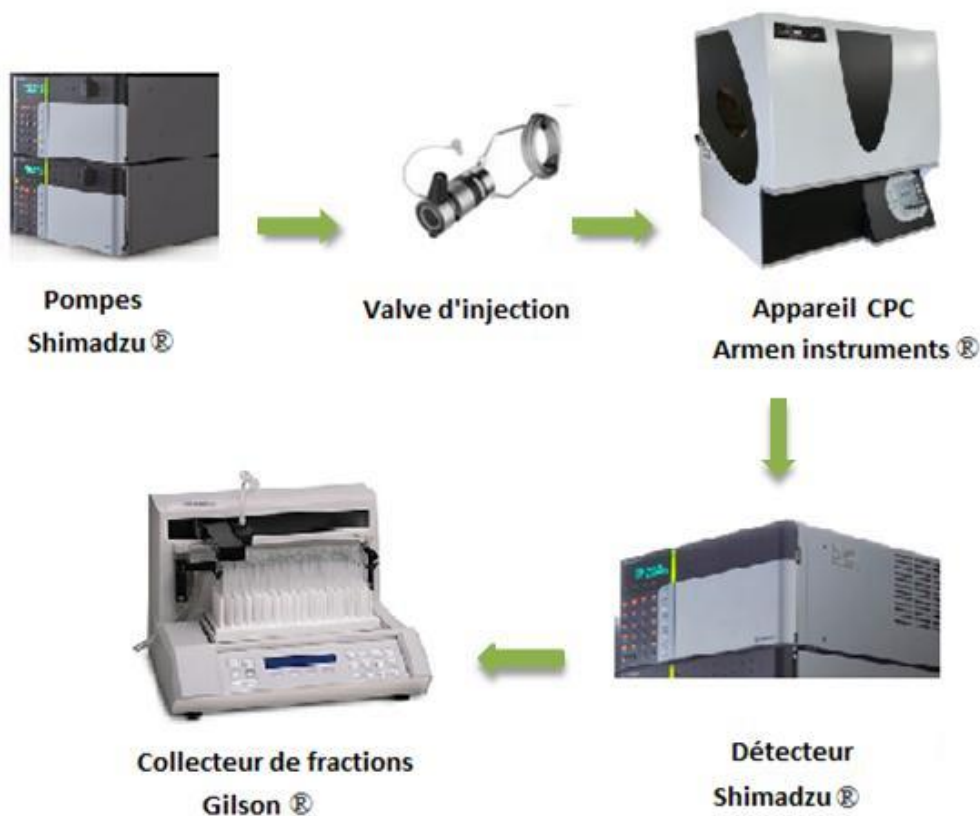 Pompes
Shimadzu ®
Valve d'injection
Appareil CPC
Armen instruments ®
Collecteur de fractions
Gilson ®
Détecteur
Shimadzu ®